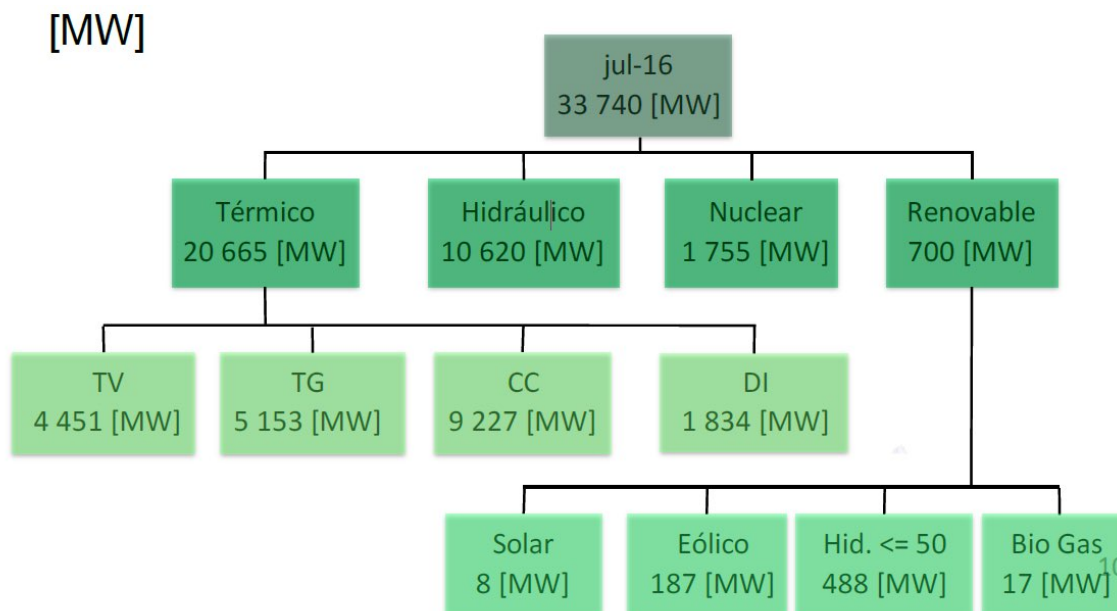 [MW]
jul-16
33 740 [MW]
Térmico
20 665 [MW]
Hidráulico
10 620 [MW]
Nuclear
1 755 [MW]
Renovable
700 [MW]
TV
4 451 [MW]
TG
5 153 [MW]
CC
9 227 [MW]
DI
1 834 [MW]
Solar
8 [MW]
Eólico
187 [MW]
Hid. <= 50
488 [MW]
Bio Gas
17 [MW]
10